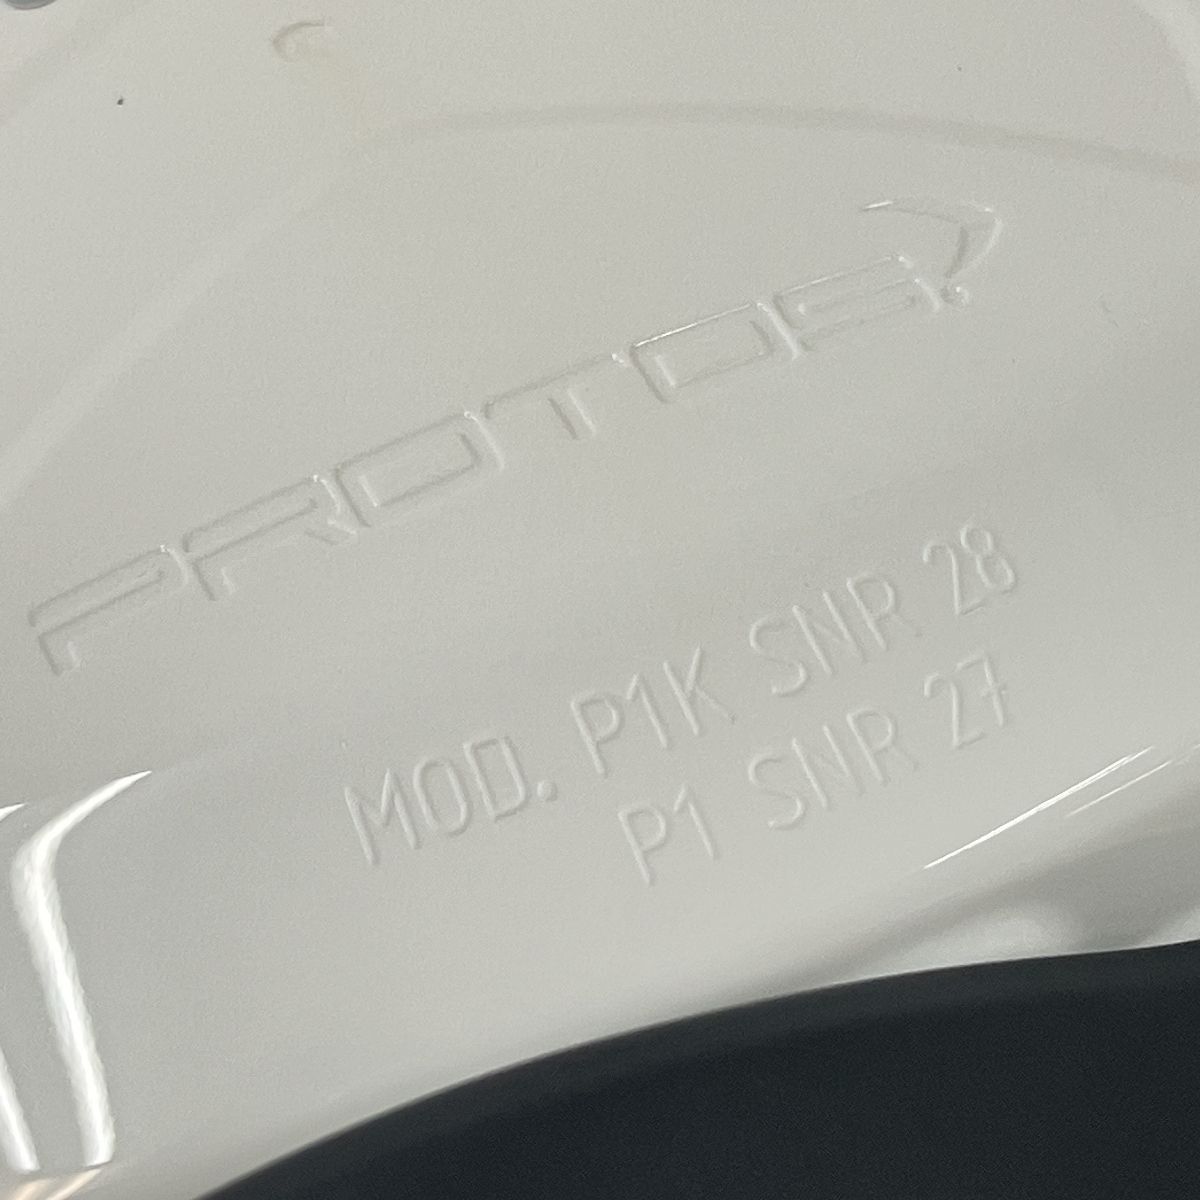 PROTOS
MOD. P1K SNR 28
P1 SNR 27